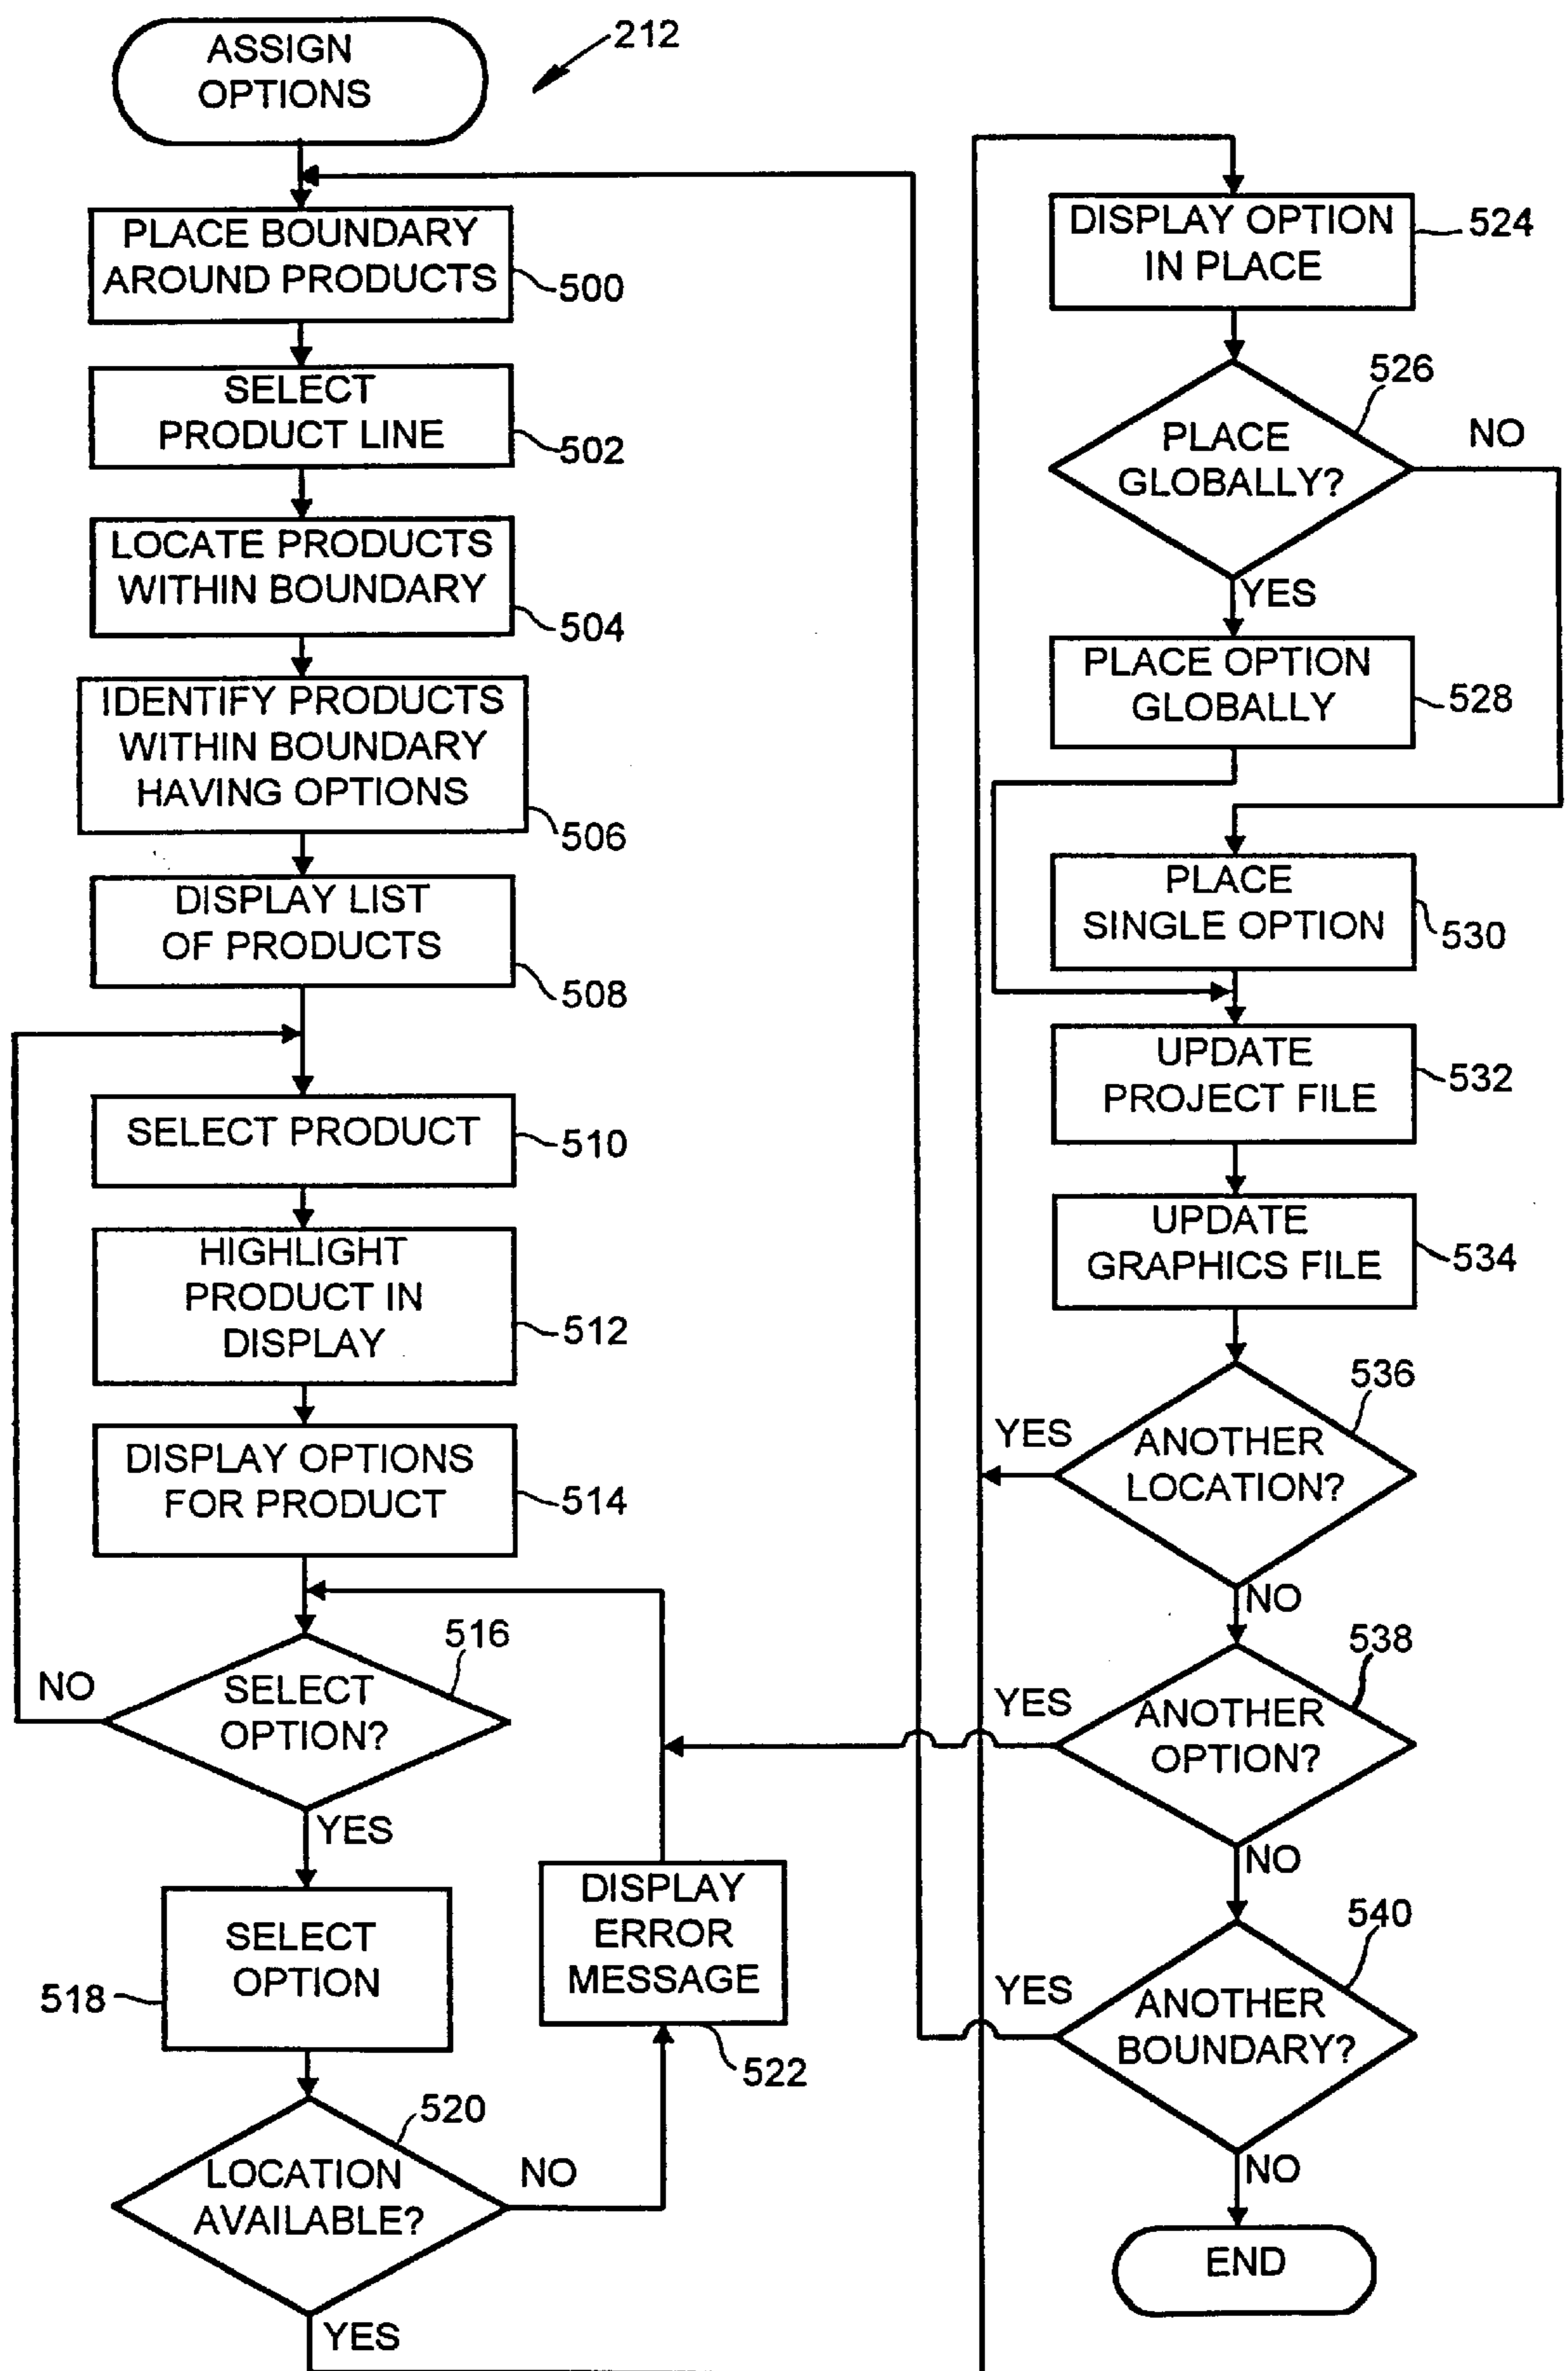 ASSIGN
OPTIONS
212
PLACE BOUNDARY
AROUND PRODUCTS
500
SELECT
PRODUCT LINE
502
LOCATE PRODUCTS
WITHIN BOUNDARY
504
IDENTIFY PRODUCTS
WITHIN BOUNDARY
HAVING OPTIONS
506
DISPLAY LIST
OF PRODUCTS
508
SELECT PRODUCT
510
HIGHLIGHT
PRODUCT IN
DISPLAY
512
DISPLAY OPTIONS
FOR PRODUCT
514
516
NO
SELECT
OPTION?
YES
SELECT
OPTION
518
DISPLAY
ERROR
MESSAGE
522
520
LOCATION
AVAILABLE?
NO
YES
DISPLAY OPTION
IN PLACE
524
526
PLACE
GLOBALLY?
NO
YES
PLACE OPTION
GLOBALLY
528
PLACE
SINGLE OPTION
530
UPDATE
PROJECT FILE
532
UPDATE
GRAPHICS FILE
534
536
YES
ANOTHER
LOCATION?
NO
538
YES
ANOTHER
OPTION?
NO
540
YES
ANOTHER
BOUNDARY?
NO
END